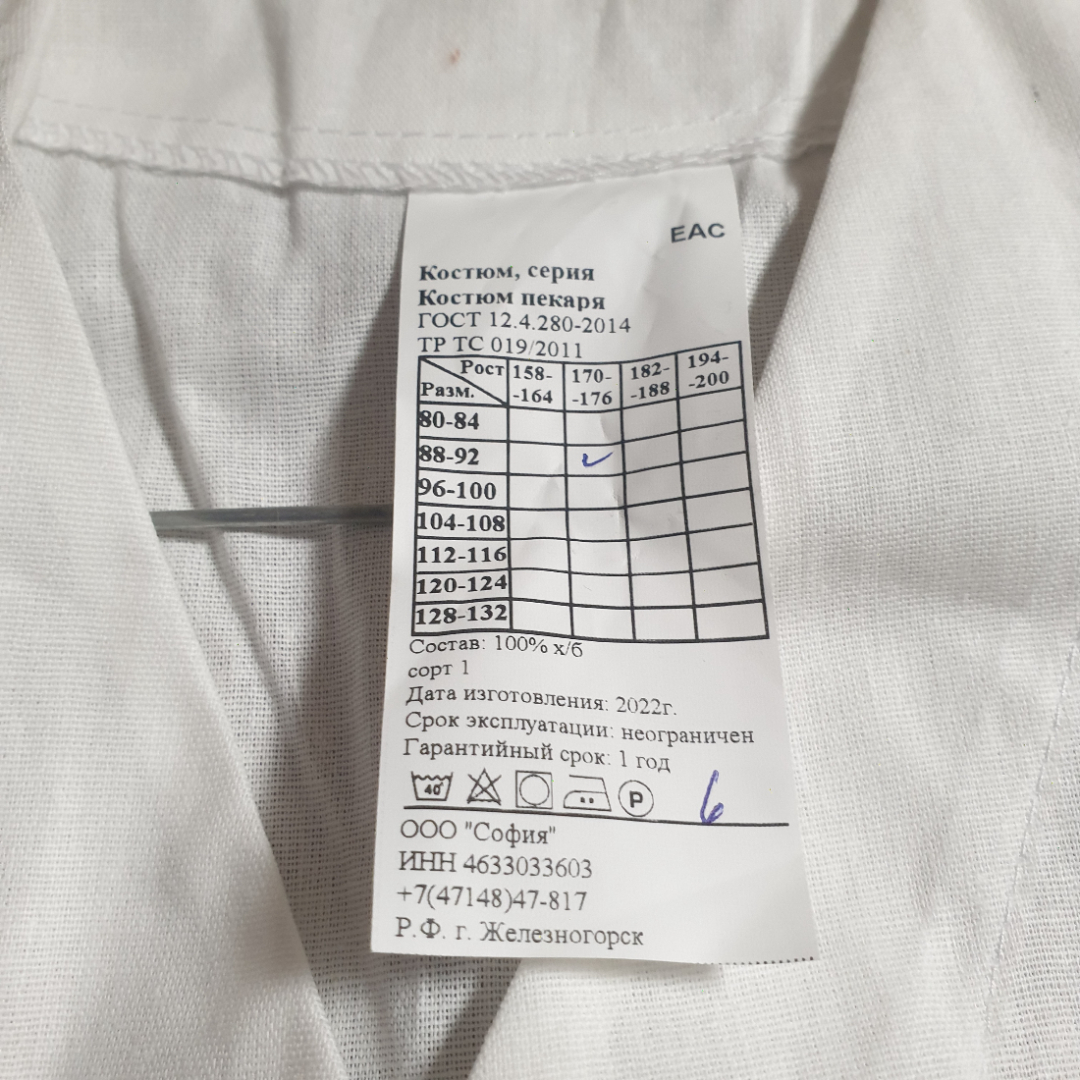 ЕАС
Костюм, серия
Костюм пекаря
ГОСТ 12.4.280-2014
ТР ТС 019/2011
Рост 158- 170- 182- 194-
Разм. -164 -176 -188 -200
80-84
88-92
96-100
104-108
112-116
120-124
128-132
Состав: 100% х/б
сорт 1
Дата изготовления: 2022г.
Срок эксплуатации: неограничен
Гарантийный срок: 1 год
40° P 6
ООО "София"
ИНН 4633033603
+7(47148)47-817
Р.Ф. г. Железногорск